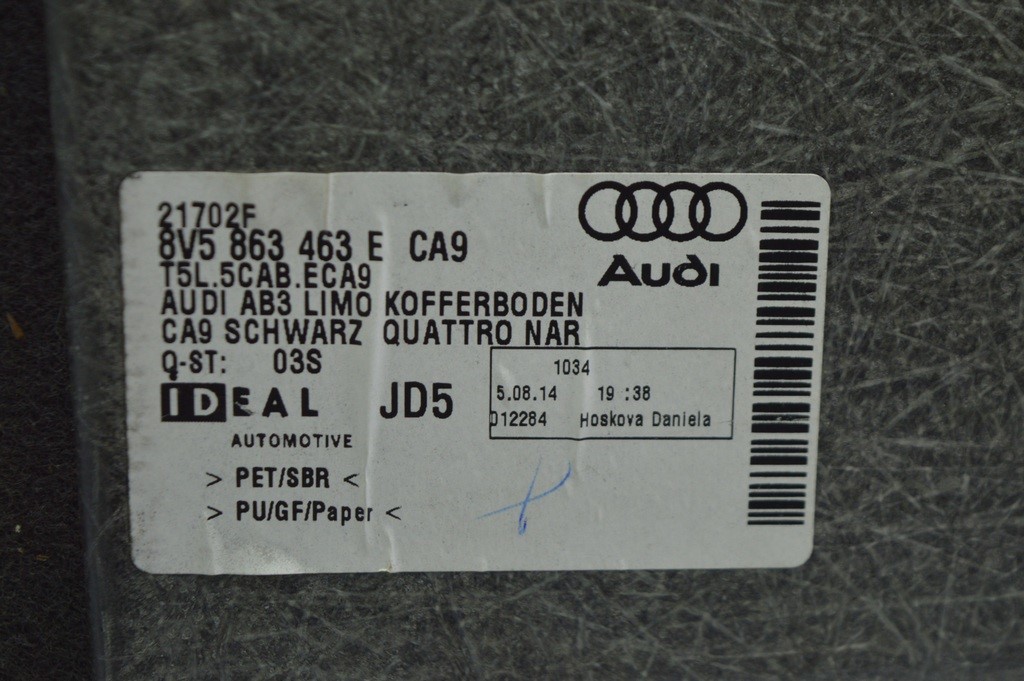 21702F
8V5 863 463 E CA9
T5L.5CAB.ECA9
AUDI AB3 LIMO KOFFERBODEN
CA9 SCHWARZ QUATTRO NAR
Q-ST: 03S
IDEAL
AUTOMOTIVE
JD5
Audi
1034
5.08.14 19 :38
012284 Hoskova Daniela
> PET/SBR <
> PU/GF/Paper <